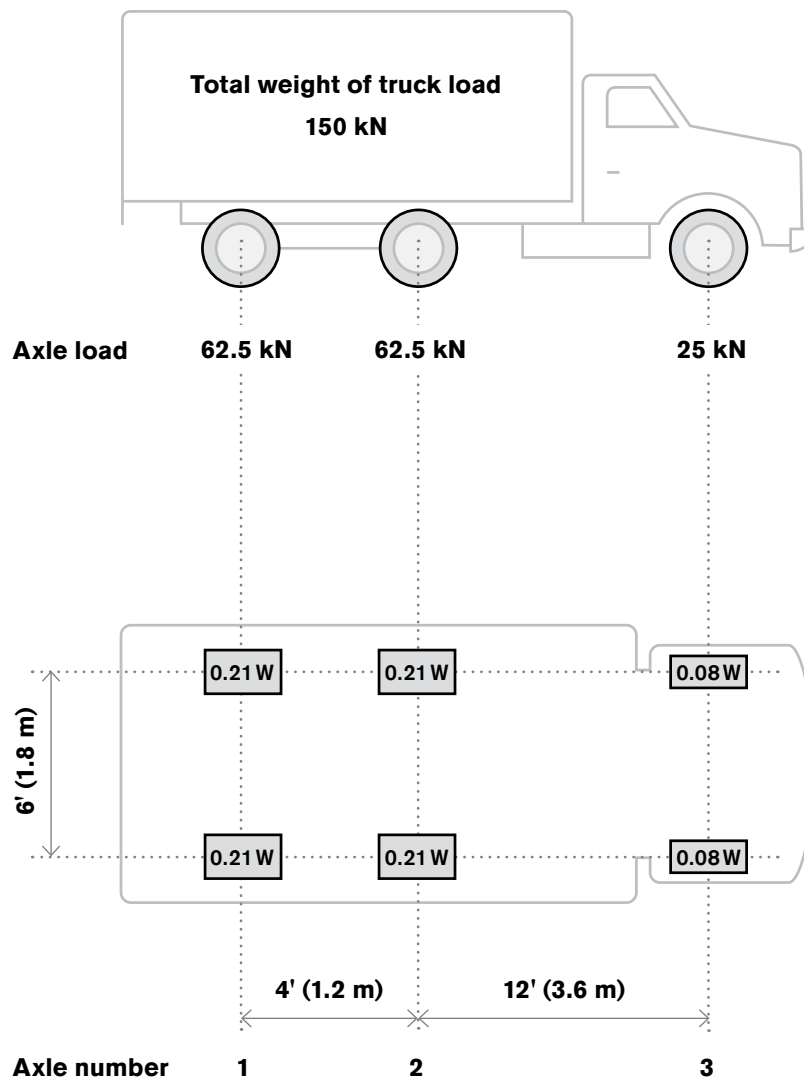 Total weight of truck load
150 kN
Axle load 62.5 kN 62.5 kN 25 kN
0.21 W 0.21 W 0.08 W
6' (1.8 m)
0.21 W 0.21 W 0.08 W
4' (1.2 m) 12' (3.6 m)
Axle number 1 2 3